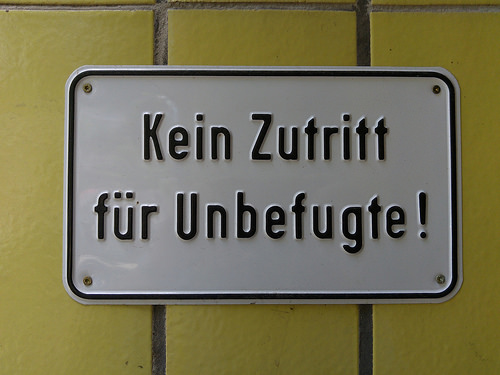 Kein Zutritt
für Unbefugte!